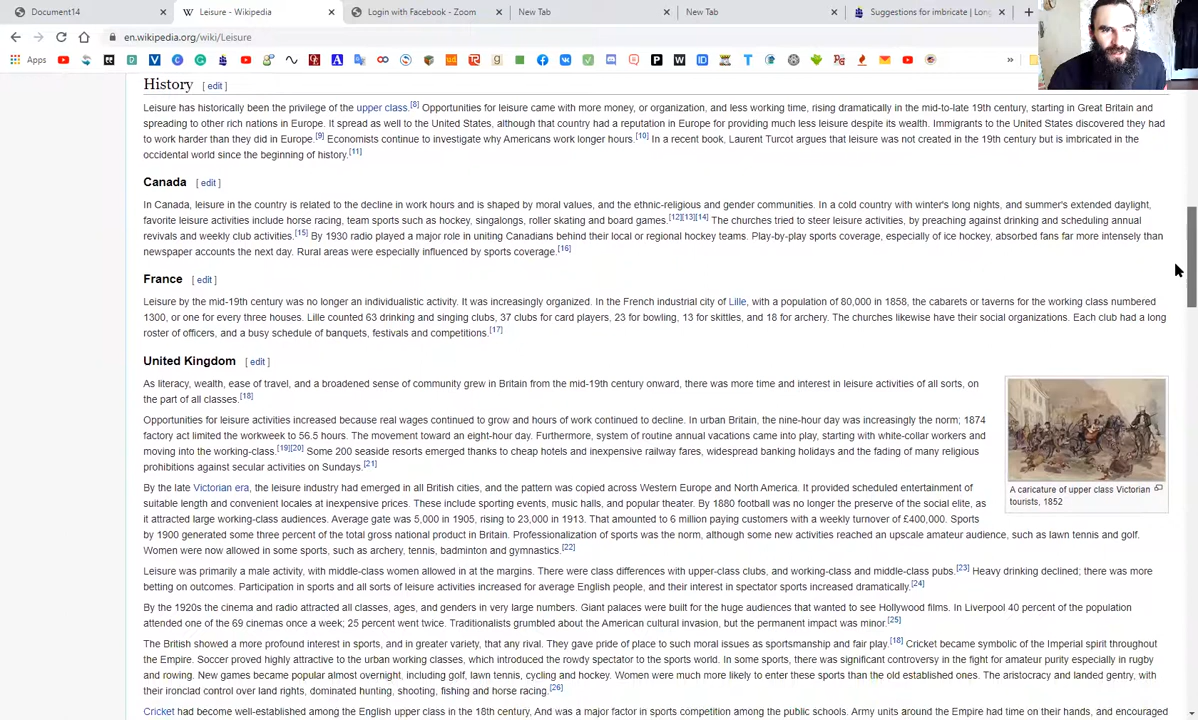 Document14
Leisure - Wikipedia
Login with Facebook - Zoom
New Tab
New Tab
Suggestions for imbricate | Long
en.wikipedia.org/wiki/Leisure
Apps
History [ edit ]
Leisure has historically been the privilege of the upper class.[8] Opportunities for leisure came with more money, or organization, and less working time, rising dramatically in the mid-to-late 19th century, starting in Great Britain and
spreading to other rich nations in Europe. It spread as well to the United States, although that country had a reputation in Europe for providing much less leisure despite its wealth. Immigrants to the United States discovered they had
to work harder than they did in Europe.[9] Economists continue to investigate why Americans work longer hours.[10] In a recent book, Laurent Turcot argues that leisure was not created in the 19th century but is imbricated in the
occidental world since the beginning of history.[11]
Canada [ edit ]
In Canada, leisure in the country is related to the decline in work hours and is shaped by moral values, and the ethnic-religious and gender communities. In a cold country with winter's long nights, and summer's extended daylight,
favorite leisure activities include horse racing, team sports such as hockey, singalongs, roller skating and board games.[12][13][14] The churches tried to steer leisure activities, by preaching against drinking and scheduling annual
revivals and weekly club activities.[15] By 1930 radio played a major role in uniting Canadians behind their local or regional hockey teams. Play-by-play sports coverage, especially of ice hockey, absorbed fans far more intensely than
newspaper accounts the next day. Rural areas were especially influenced by sports coverage.[16]
France [ edit ]
Leisure by the mid-19th century was no longer an individualistic activity. It was increasingly organized. In the French industrial city of Lille, with a population of 80,000 in 1858, the cabarets or taverns for the working class numbered
1300, or one for every three houses. Lille counted 63 drinking and singing clubs, 37 clubs for card players, 23 for bowling, 13 for skittles, and 18 for archery. The churches likewise have their social organizations. Each club had a long
roster of officers, and a busy schedule of banquets, festivals and competitions.[17]
United Kingdom [ edit ]
As literacy, wealth, ease of travel, and a broadened sense of community grew in Britain from the mid-19th century onward, there was more time and interest in leisure activities of all sorts, on
the part of all classes.[18]
Opportunities for leisure activities increased because real wages continued to grow and hours of work continued to decline. In urban Britain, the nine-hour day was increasingly the norm; 1874
factory act limited the workweek to 56.5 hours. The movement toward an eight-hour day. Furthermore, system of routine annual vacations came into play, starting with white-collar workers and
moving into the working-class.[19][20] Some 200 seaside resorts emerged thanks to cheap hotels and inexpensive railway fares, widespread banking holidays and the fading of many religious
prohibitions against secular activities on Sundays.[21]
A caricature of upper class Victorian
tourists, 1852
By the late Victorian era, the leisure industry had emerged in all British cities, and the pattern was copied across Western Europe and North America. It provided scheduled entertainment of
suitable length and convenient locales at inexpensive prices. These include sporting events, music halls, and popular theater. By 1880 football was no longer the preserve of the social elite, as
it attracted large working-class audiences. Average gate was 5,000 in 1905, rising to 23,000 in 1913. That amounted to 6 million paying customers with a weekly turnover of £400,000. Sports
by 1900 generated some three percent of the total gross national product in Britain. Professionalization of sports was the norm, although some new activities reached an upscale amateur audience, such as lawn tennis and golf.
Women were now allowed in some sports, such as archery, tennis, badminton and gymnastics.[22]
Leisure was primarily a male activity, with middle-class women allowed in at the margins. There were class differences with upper-class clubs, and working-class and middle-class pubs.[23] Heavy drinking declined; there was more
betting on outcomes. Participation in sports and all sorts of leisure activities increased for average English people, and their interest in spectator sports increased dramatically.[24]
By the 1920s the cinema and radio attracted all classes, ages, and genders in very large numbers. Giant palaces were built for the huge audiences that wanted to see Hollywood films. In Liverpool 40 percent of the population
attended one of the 69 cinemas once a week; 25 percent went twice. Traditionalists grumbled about the American cultural invasion, but the permanent impact was minor.[25]
The British showed a more profound interest in sports, and in greater variety, that any rival. They gave pride of place to such moral issues as sportsmanship and fair play.[18] Cricket became symbolic of the Imperial spirit throughout
the Empire. Soccer proved highly attractive to the urban working classes, which introduced the rowdy spectator to the sports world. In some sports, there was significant controversy in the fight for amateur purity especially in rugby
and rowing. New games became popular almost overnight, including golf, lawn tennis, cycling and hockey. Women were much more likely to enter these sports than the old established ones. The aristocracy and landed gentry, with
their ironclad control over land rights, dominated hunting, shooting, fishing and horse racing.[26]
Cricket had become well-established among the English upper class in the 18th century, And was a major factor in sports competition among the public schools. Army units around the Empire had time on their hands, and encouraged